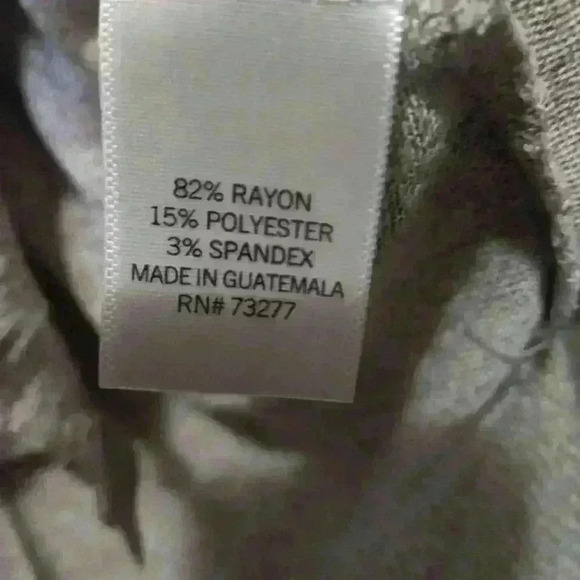 82% RAYON
15% POLYESTER
3% SPANDEX
MADE IN GUATEMALA
RN# 73277